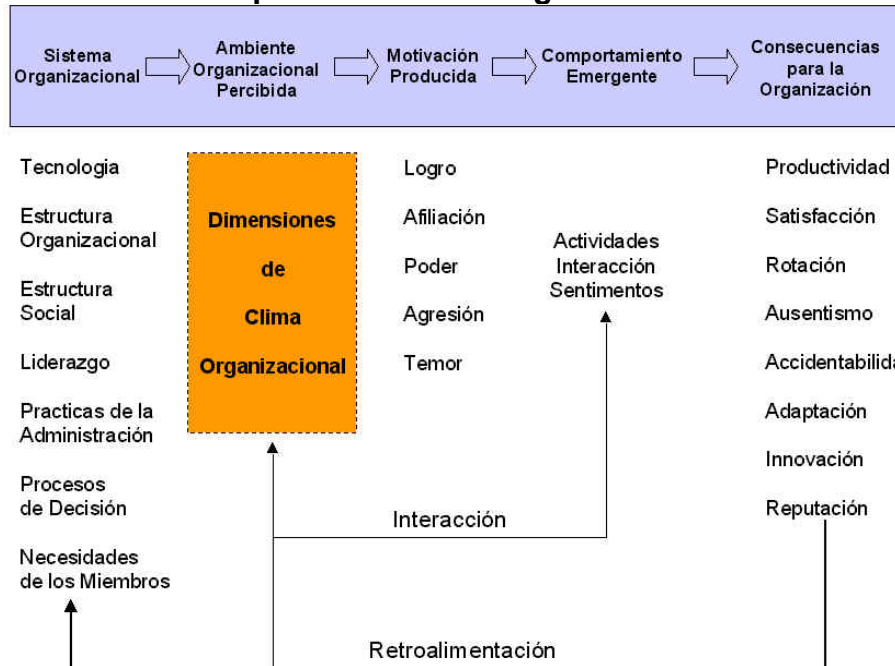 Sistema
Organizacional
Ambiente
Organizacional
Percibida
Motivación
Producida
Comportamiento
Emergente
Consecuencias
para la
Organización
Tecnologia
Estructura
Organizacional
Estructura
Social
Liderazgo
Practicas de la
Administración
Procesos
de Decisión
Necesidades
de los Miembros
Dimensiones
de
Clima
Organizacional
Logro
Afiliación
Poder
Agresión
Temor
Actividades
Interacción
Sentimentos
Productividad
Satisfacción
Rotación
Ausentismo
Accidentabilida
Adaptación
Innovación
Reputación
Interacción
Retroalimentación